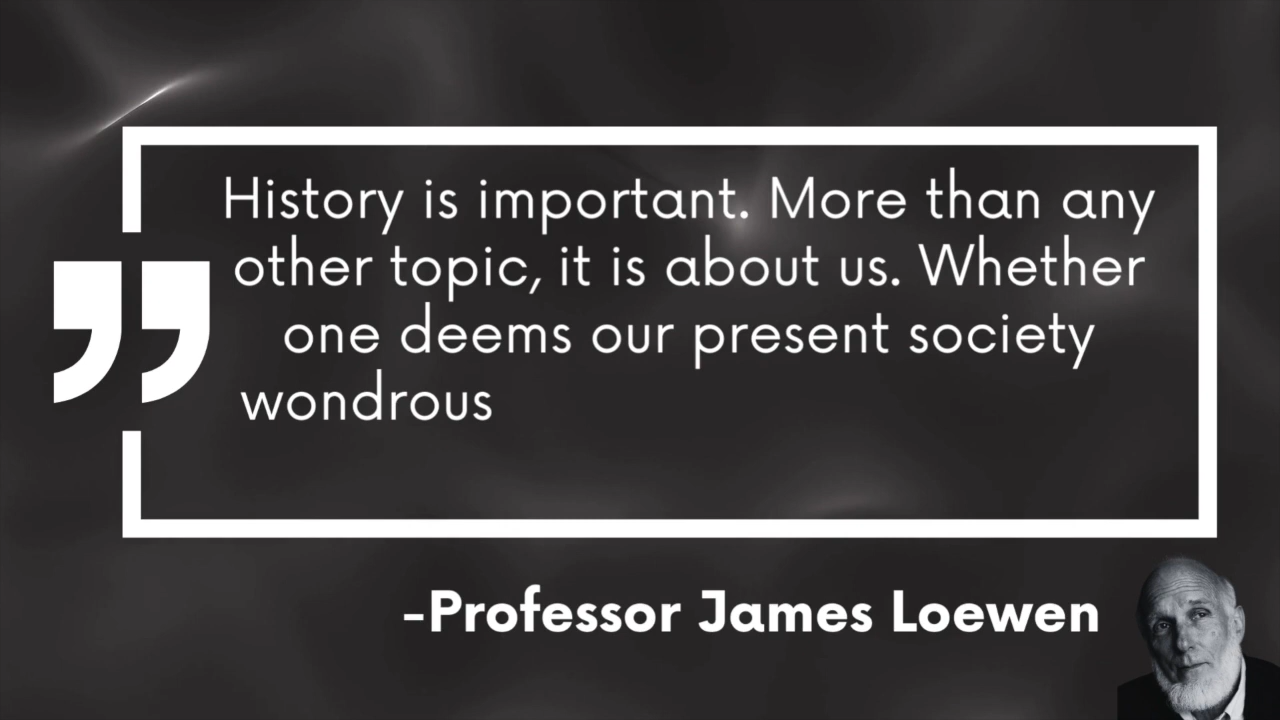 History is important. More than any
other topic, it is about us. Whether
one deems our present society
wondrous
-Professor James Loewen